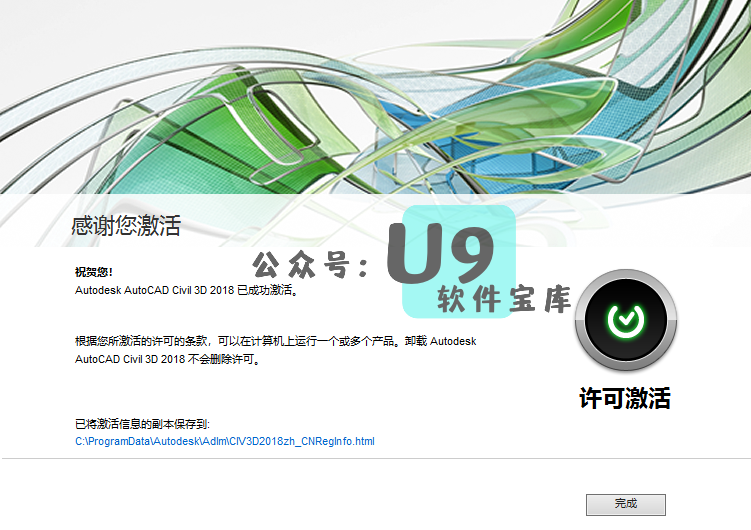 感谢您激活
公众号：U9
软件宝库
祝贺您!
Autodesk AutoCAD Civil 3D 2018 已成功激活。
根据您所激活的许可的条款，可以在计算机上运行一个或多个产品。卸载 Autodesk
AutoCAD Civil 3D 2018 不会删除许可。
许可激活
已将激活信息的副本保存到:
C:\ProgramData\Autodesk\Adlm\CIV3D2018zh_CNRegInfo.html
完成